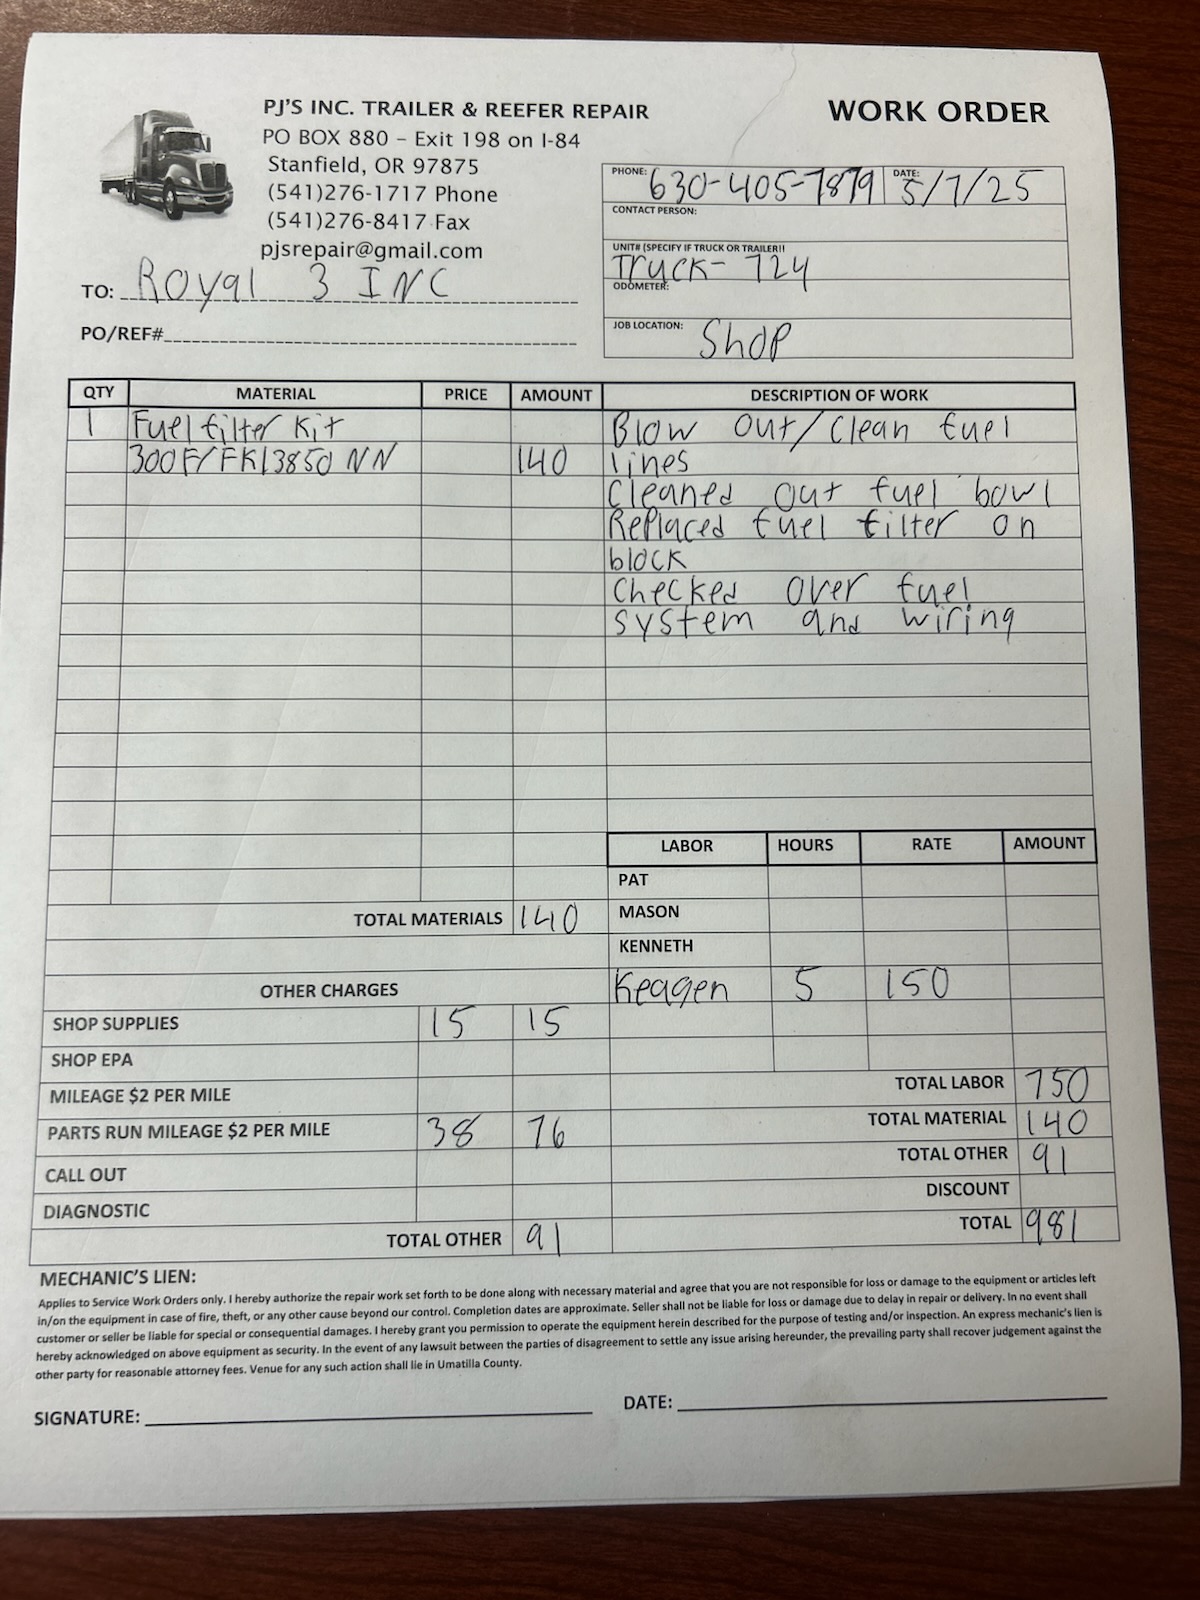 PJ'S INC. TRAILER & REEFER REPAIR
PO BOX 880 – Exit 198 on I-84
Stanfield, OR 97875
(541)276-1717 Phone
(541)276-8417 Fax
pjsrepair@gmail.com
WORK ORDER
PHONE: 630-405-7879 DATE: 5/7/25
CONTACT PERSON:
UNIT# (SPECIFY IF TRUCK OR TRAILER!!
Truck- 724
ODOMETER:
JOB LOCATION: Shop
TO: Royal 3 INC
PO/REF#
QTY MATERIAL PRICE AMOUNT DESCRIPTION OF WORK
1 Fuel filter Kit Blow out/clean fuel
300F/FK13850 NN 140 lines
Cleaned out fuel bowl
Replaced fuel filter on
block
Checked over fuel
system and wiring
LABOR HOURS RATE AMOUNT
PAT
TOTAL MATERIALS 140 MASON
KENNETH
OTHER CHARGES Keagen 5 150
SHOP SUPPLIES 15 15
SHOP EPA
MILEAGE $2 PER MILE TOTAL LABOR 750
PARTS RUN MILEAGE $2 PER MILE 38 76 TOTAL MATERIAL 140
CALL OUT TOTAL OTHER 91
DIAGNOSTIC DISCOUNT
TOTAL OTHER 91 TOTAL 981
MECHANIC'S LIEN:
Applies to Service Work Orders only. I hereby authorize the repair work set forth to be done along with necessary material and agree that you are not responsible for loss or damage to the equipment or articles left
in/on the equipment in case of fire, theft, or any other cause beyond our control. Completion dates are approximate. Seller shall not be liable for loss or damage due to delay in repair or delivery. In no event shall
customer or seller be liable for special or consequential damages. I hereby grant you permission to operate the equipment herein described for the purpose of testing and/or inspection. An express mechanic's lien is
hereby acknowledged on above equipment as security. In the event of any lawsuit between the parties of disagreement to settle any issue arising hereunder, the prevailing party shall recover judgement against the
other party for reasonable attorney fees. Venue for any such action shall lie in Umatilla County.
SIGNATURE: DATE: